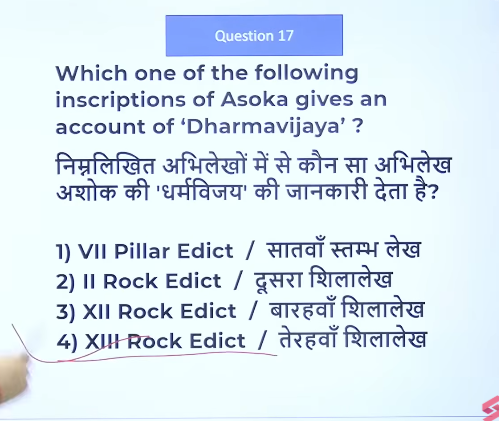 Question 17
Which one of the following
inscriptions of Asoka gives an
account of ‘Dharmavijaya’ ?
निम्नलिखित अभिलेखों में से कौन सा अभिलेख
अशोक की 'धर्मविजय' की जानकारी देता है?
1) VII Pillar Edict / सातवाँ स्तम्भ लेख
2) II Rock Edict / दूसरा शिलालेख
3) XII Rock Edict / बारहवाँ शिलालेख
4) XIII Rock Edict / तेरहवाँ शिलालेख